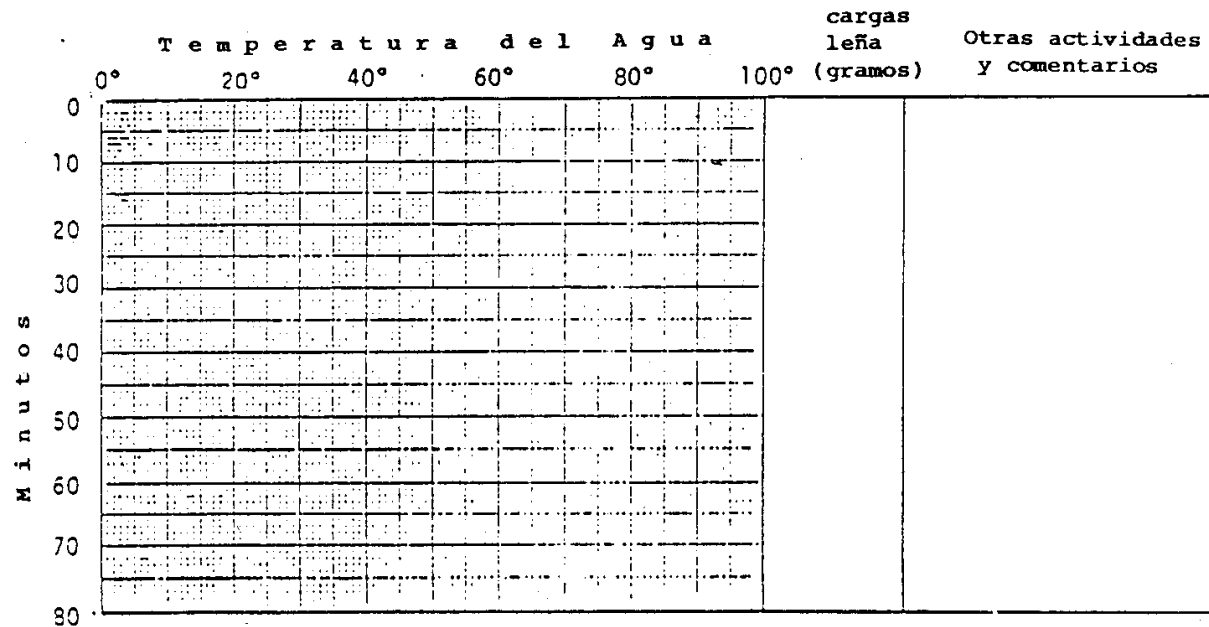 cargas
Temperatura del Agua leña Otras actividades
0° 20° 40° 60° 80° 100° (gramos) y comentarios
0
10
20
30
40
50
60
70
80
Minutos